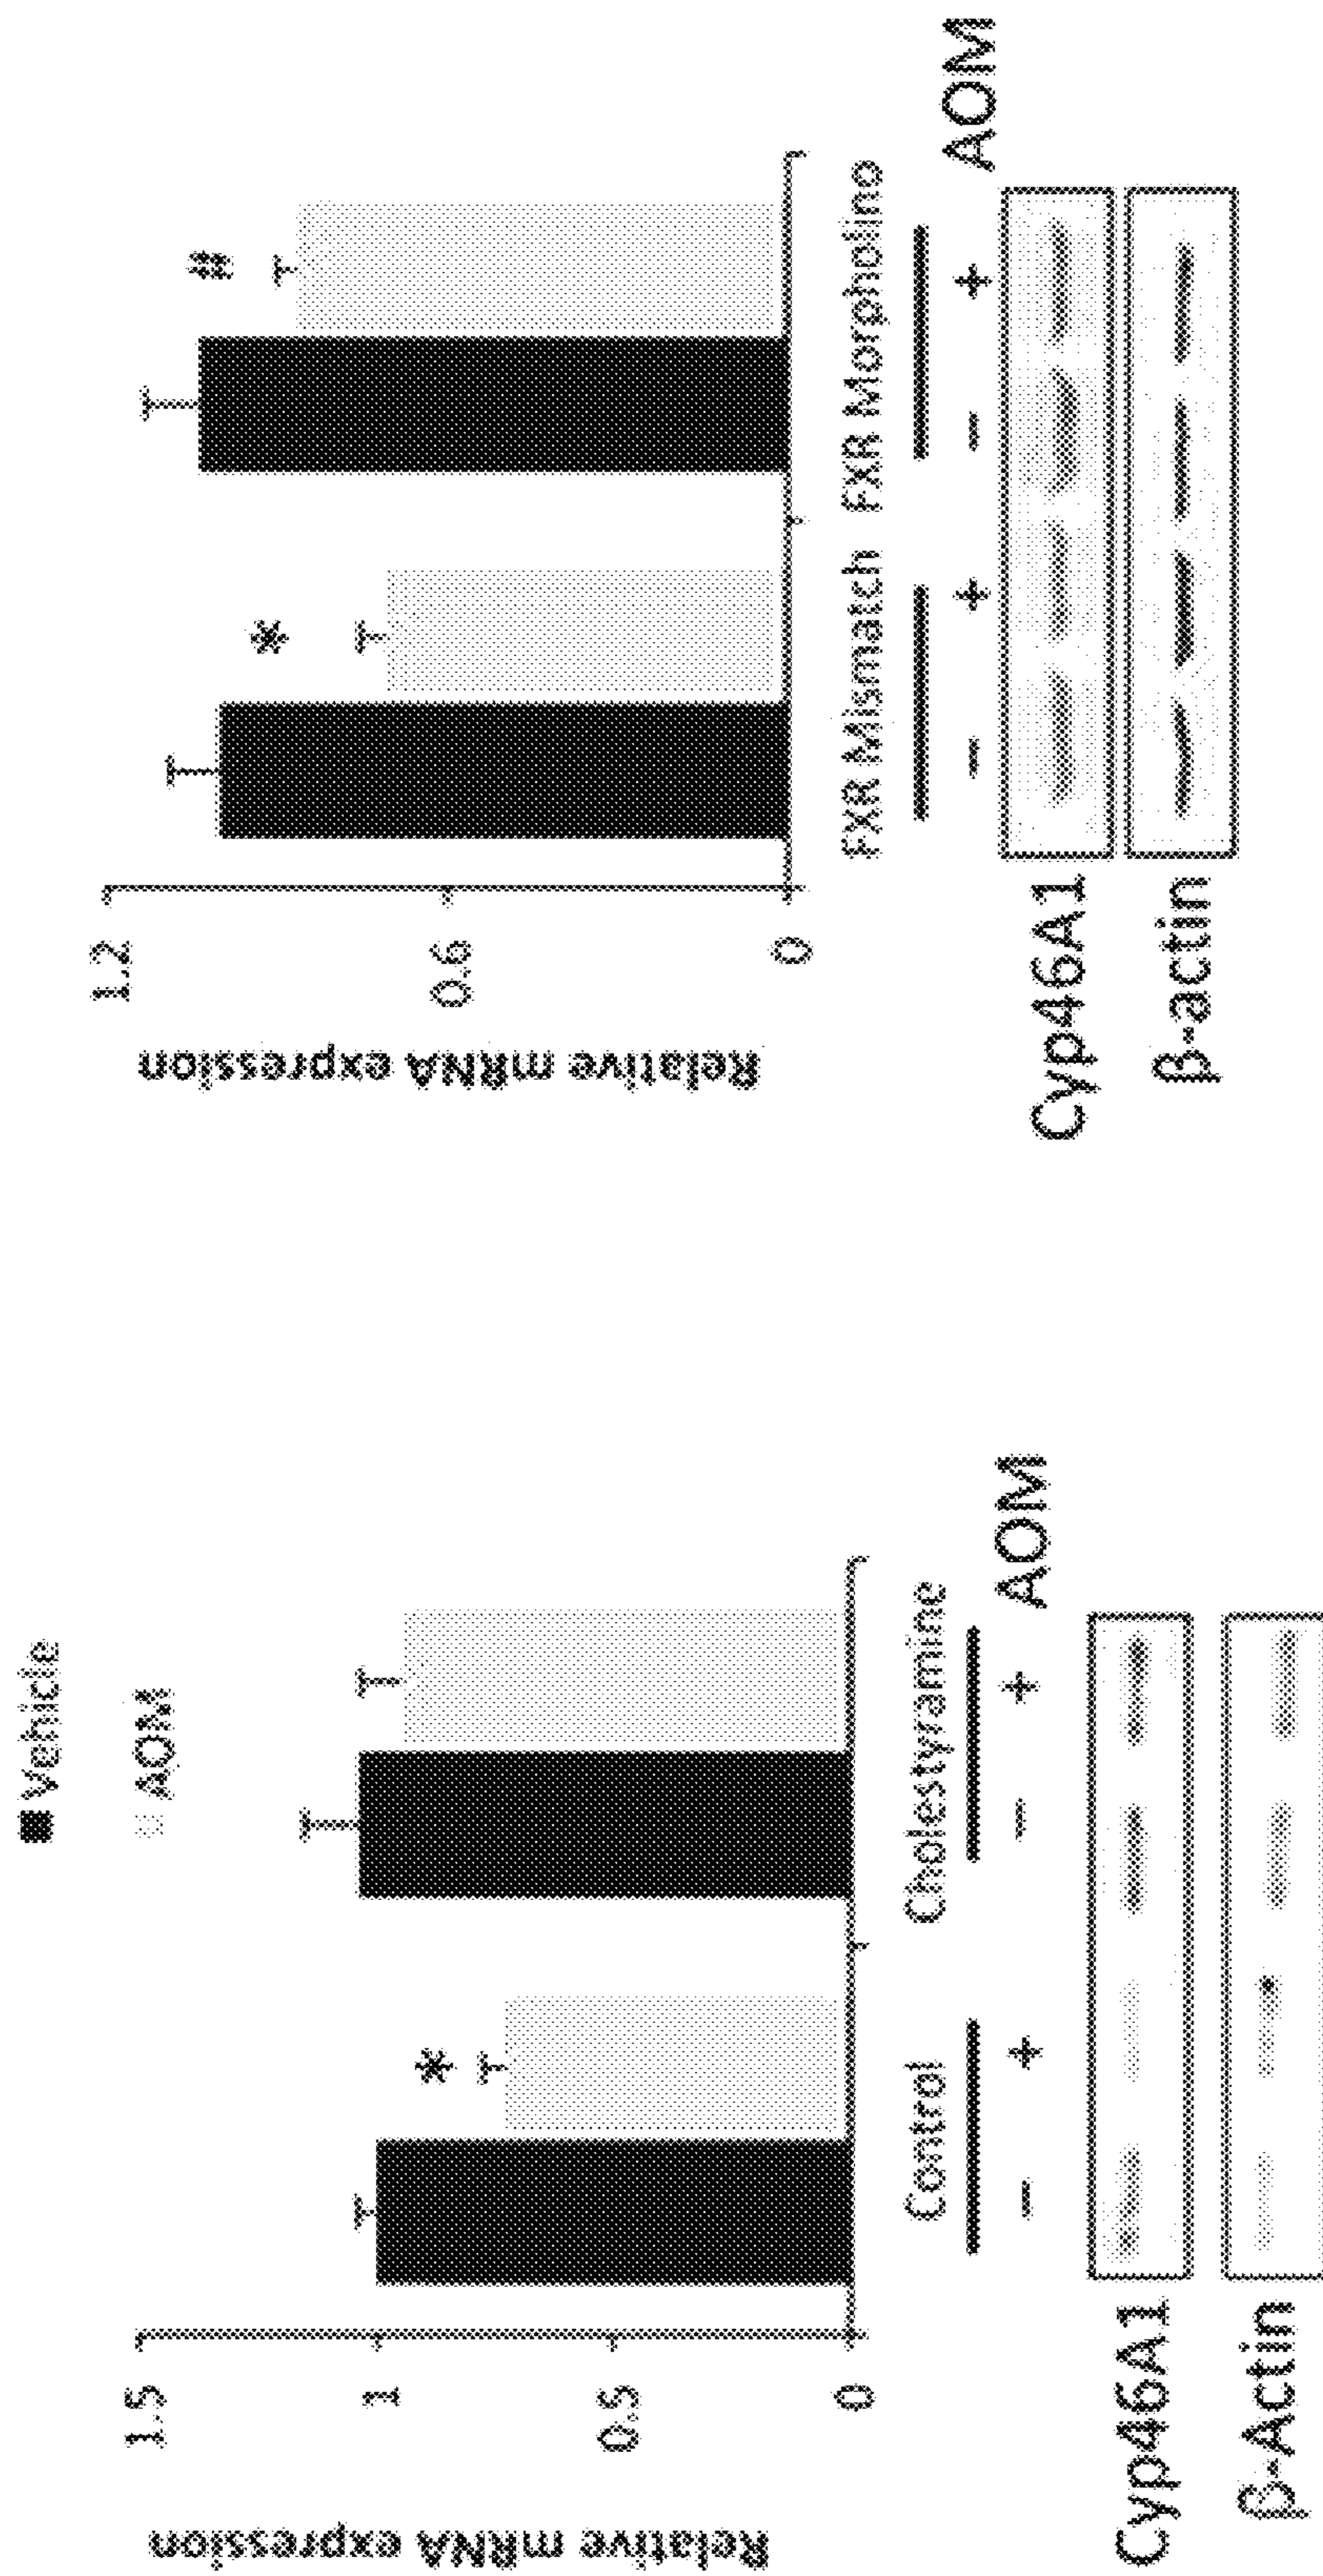 ■ Vehicle
AOM
Relative mRNA expression
1.5
1
0.5
0
*
Control Cholestyramine
− + − + AOM
Cyp46A1
β-Actin
Relative mRNA expression
1.2
0.6
0
* #
FXR Mismatch FXR Morpholino
− + − + AOM
Cyp46A1
β-actin